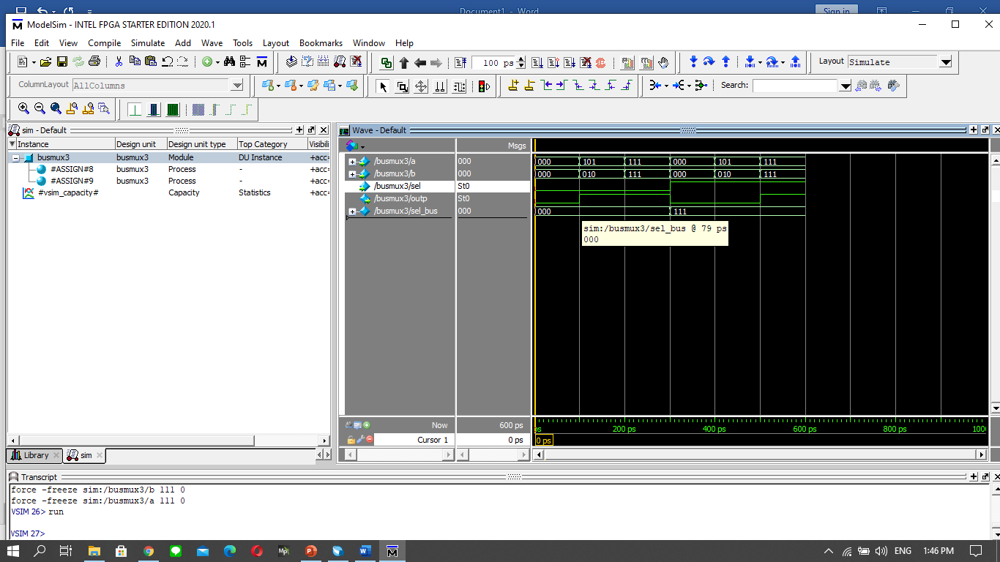 Document1 - Word
Sign in
ModelSim - INTEL FPGA STARTER EDITION 2020.1
File Edit View Compile Simulate Add Wave Tools Layout Bookmarks Window Help
100 ps
Layout Simulate
ColumnLayout AllColumns
Search:
sim - Default
Instance Design unit Design unit type Top Category Visibili
busmux3 busmux3 Module DU Instance +acc=
#ASSIGN#8 busmux3 Process - +acc=
#ASSIGN#9 busmux3 Process - +acc=
#vsim_capacity# Capacity Statistics +acc=
Library sim
Wave - Default
Msgs
/busmux3/a 000 000 101 111 000 101 111
/busmux3/b 000 000 010 111 000 010 111
/busmux3/sel St0
/busmux3/outp St0
/busmux3/sel_bus 000 000 111
sim:/busmux3/sel_bus @ 79 ps
000
Now 600 ps ps 200 ps 400 ps 600 ps 800 ps 100
Cursor 1 0 ps 0 ps
Transcript
force -freeze sim:/busmux3/b 111 0
force -freeze sim:/busmux3/a 111 0
VSIM 26> run
VSIM 27>
ENG 1:46 PM